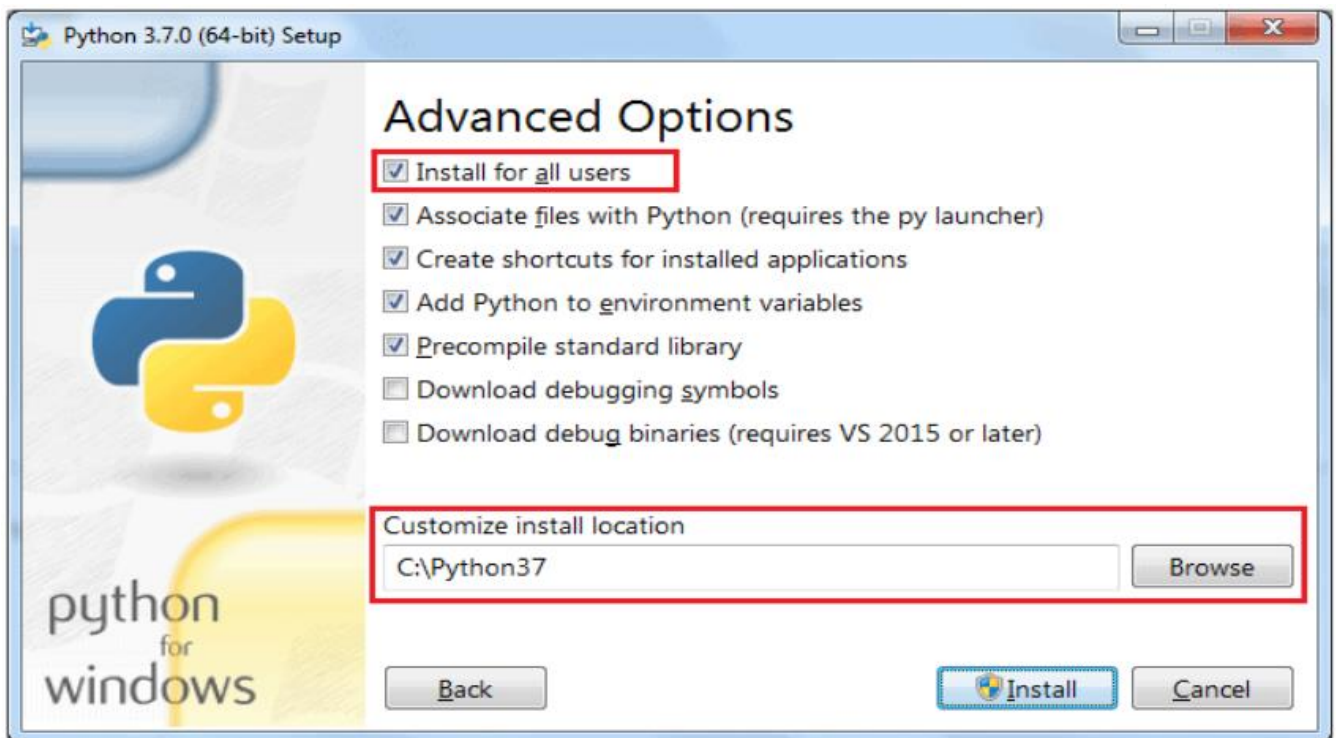 Python 3.7.0 (64-bit) Setup
Advanced Options
Install for all users
Associate files with Python (requires the py launcher)
Create shortcuts for installed applications
Add Python to environment variables
Precompile standard library
Download debugging symbols
Download debug binaries (requires VS 2015 or later)
Customize install location
C:\Python37
Browse
python
for
windows
Back
Install
Cancel